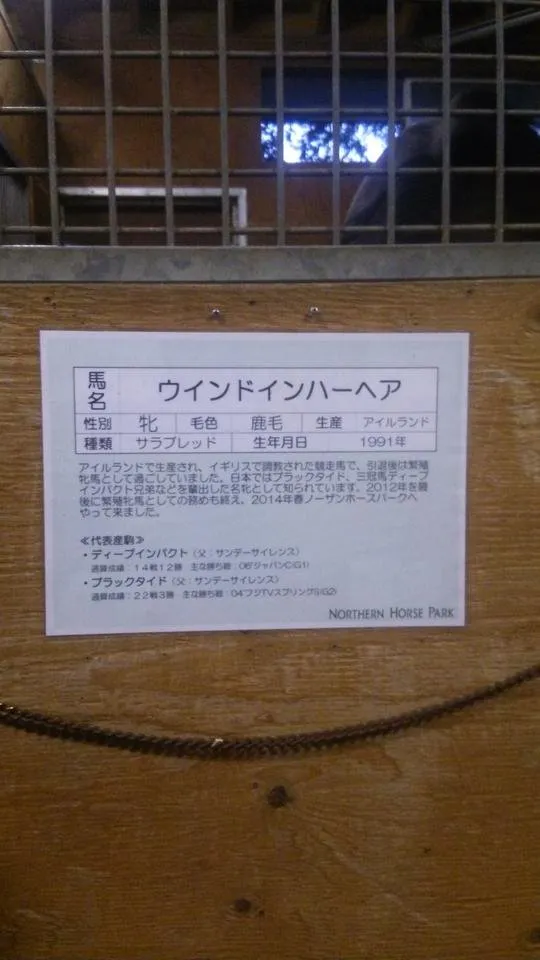 馬名 ウインドインハーヘア
性別 牝 毛色 鹿毛 生産 アイルランド
種類 サラブレッド 生年月日 1991年
アイルランドで生産され、イギリスで調教された競走馬で、引退後は繁殖
牝馬として過ごしていました。日本ではブラックタイド、三冠馬ディープ
インパクト兄弟などを輩出した名牝として知られています。2012年を最
後に繁殖牝馬としての務めも終え、2014年春ノーザンホースパークへ
やって来ました。
≪代表産駒≫
・ディープインパクト（父：サンデーサイレンス）
通算成績：14戦12勝 主な勝ち鞍：06'ジャパンC(G1)
・ブラックタイド（父：サンデーサイレンス）
通算成績：22戦3勝 主な勝ち鞍：04'フジTVスプリングS(G2)
NORTHERN HORSE PARK